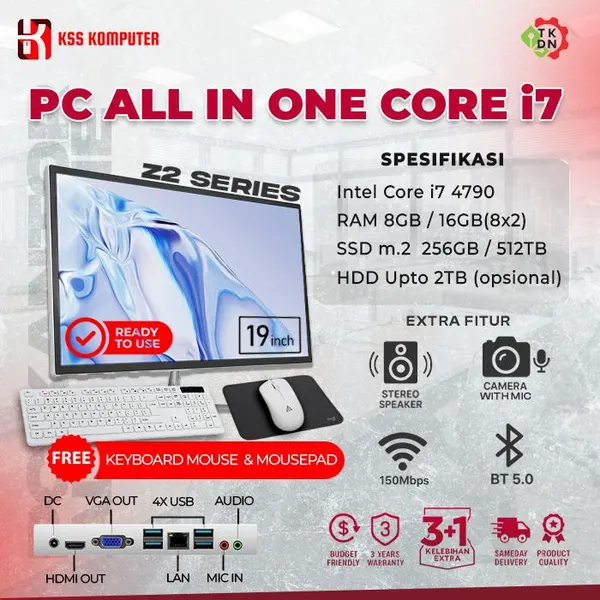 KSS KOMPUTER
TK
DN
PC ALL IN ONE CORE i7
Z2 SERIES
SPESIFIKASI
Intel Core i7 4790
RAM 8GB / 16GB(8x2)
SSD m.2 256GB / 512TB
HDD Upto 2TB (opsional)
READY
TO USE
19 inch
EXTRA FITUR
STEREO
SPEAKER
CAMERA
WITH MIC
150Mbps
BT 5.0
FREE KEYBOARD MOUSE & MOUSEPAD
DC VGA OUT 4X USB AUDIO
HDMI OUT LAN MIC IN
$
BUDGET
FRIENDLY
3
3 YEARS
WARRANTY
3+1
KELEBIHAN
EXTRA
SAMEDAY
DELIVERY
PRODUCT
QUALITY